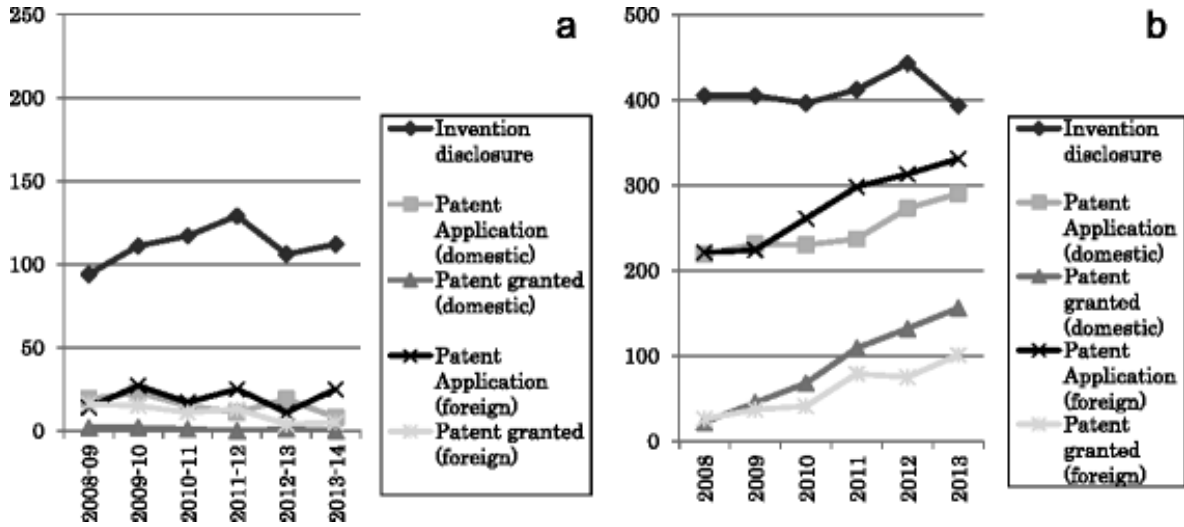 a
250
200
150
100
50
0
2008-09
2009-10
2010-11
2011-12
2012-13
2013-14
Invention
disclosure
Patent
Application
(domestic)
Patent granted
(domestic)
Patent
Application
(foreign)
Patent granted
(foreign)
b
500
400
300
200
100
0
2008
2009
2010
2011
2012
2013
Invention
disclosure
Patent
Application
(domestic)
Patent
granted
(domestic)
Patent
Application
(foreign)
Patent
granted
(foreign)